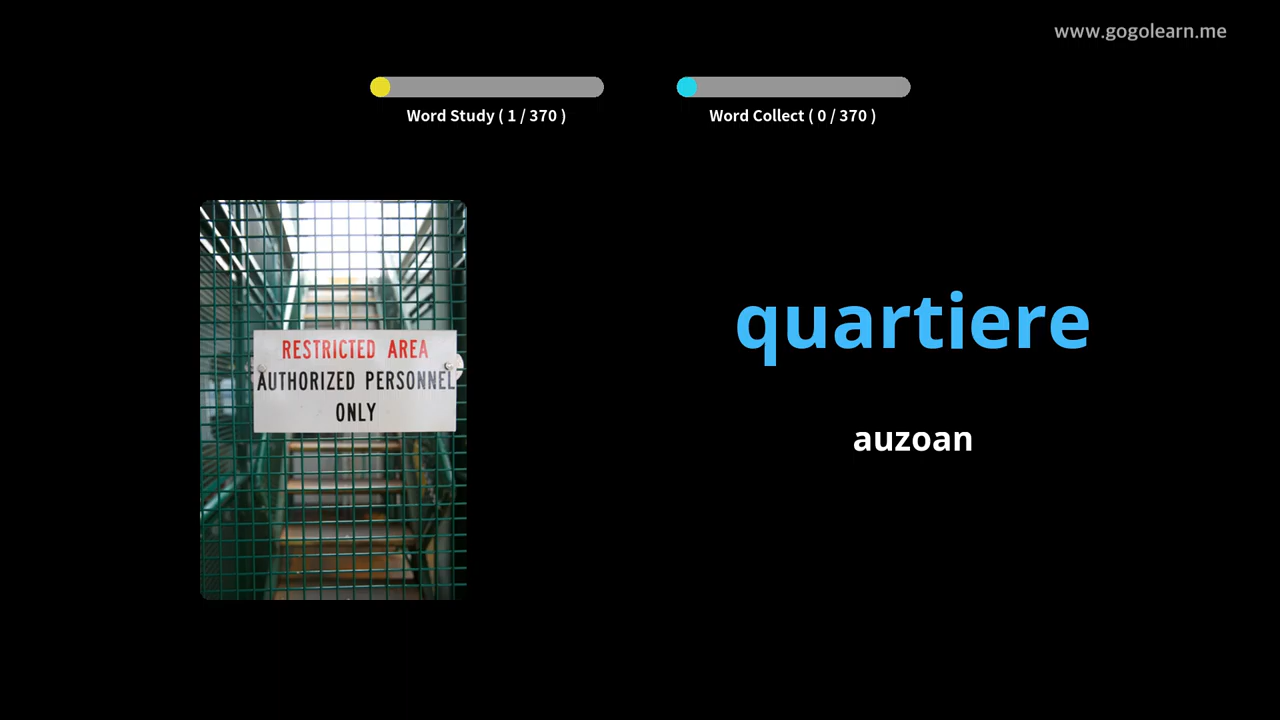 www.gogolearn.me
Word Study ( 1 / 370 )
Word Collect ( 0 / 370 )
RESTRICTED AREA
AUTHORIZED PERSONNEL
ONLY
quartiere
auzoan